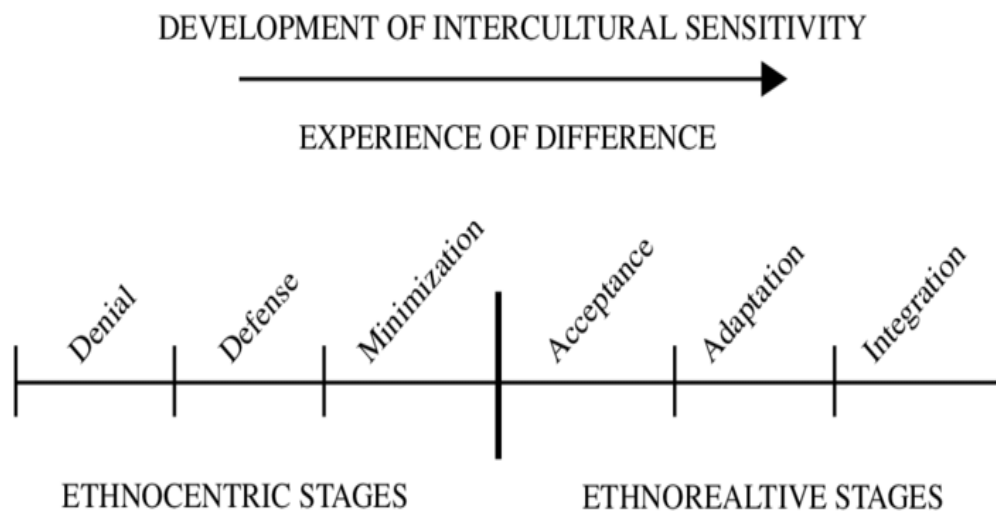 DEVELOPMENT OF INTERCULTURAL SENSITIVITY
EXPERIENCE OF DIFFERENCE
Denial
Defense
Minimization
Acceptance
Adaptation
Integration
ETHNOCENTRIC STAGES
ETHNOREALTIVE STAGES